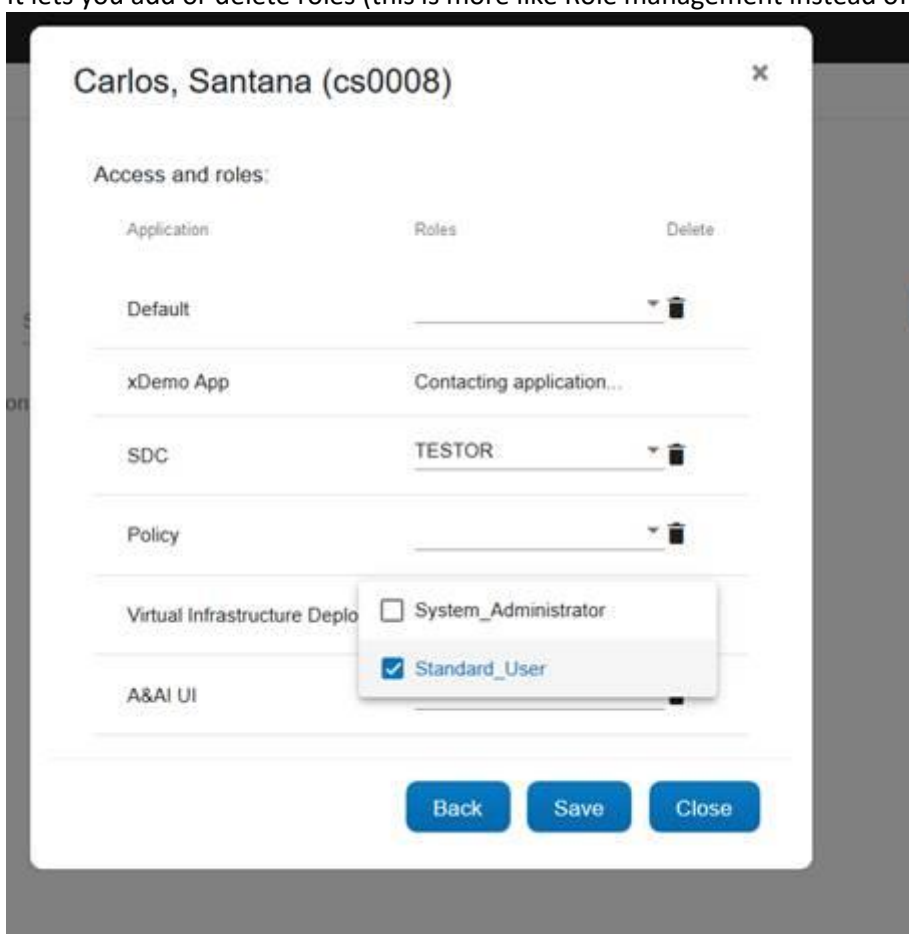 It lets you add or delete roles (this is more like Role management instead of
Carlos, Santana (cs0008)
×
Access and roles:
Application Roles Delete
Default
xDemo App Contacting application...
on
SDC TESTOR
Policy
Virtual Infrastructure Deplo
System_Administrator
Standard_User
A&AI UI
Back Save Close